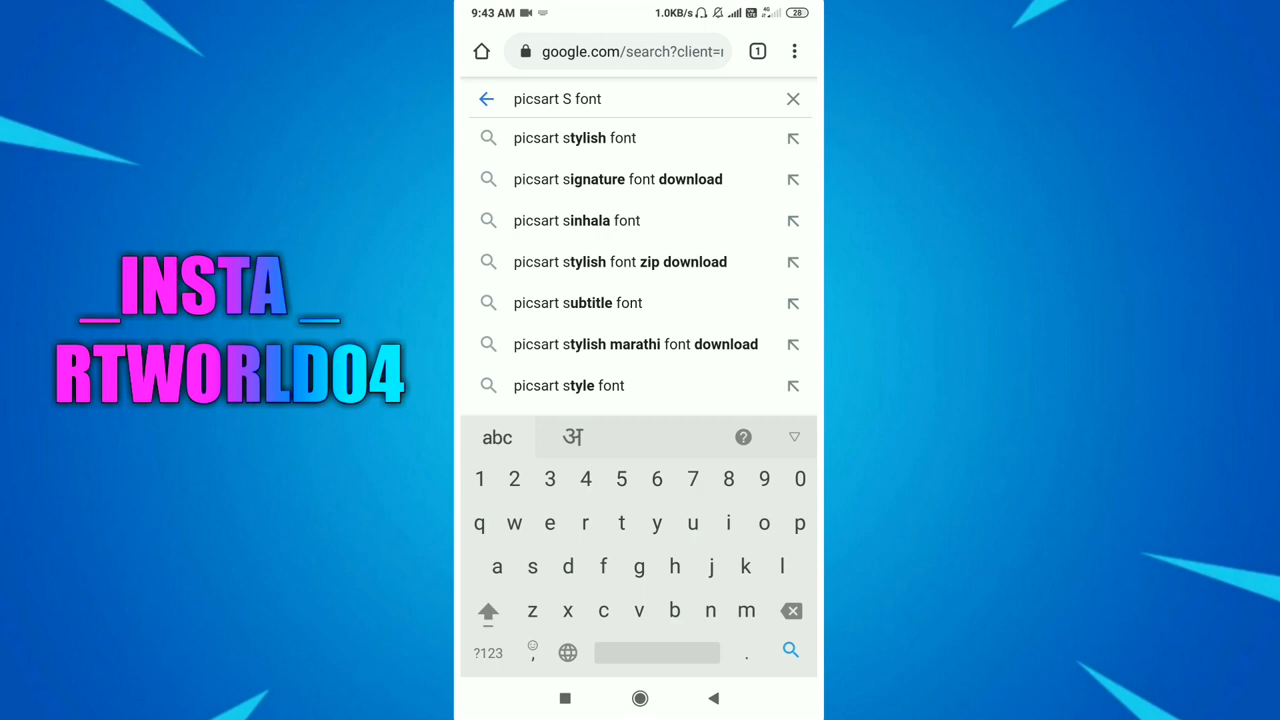 9:43 AM 1.0KB/s 4G 28
google.com/search?client=
1
picsart S font
picsart stylish font
picsart signature font download
picsart sinhala font
picsart stylish font zip download
picsart subtitle font
picsart stylish marathi font download
picsart style font
_INSTA _
RTWORLD04
abc अ ?
1 2 3 4 5 6 7 8 9 0
q w e r t y u i o p
a s d f g h j k l
z x c v b n m
?123 , .